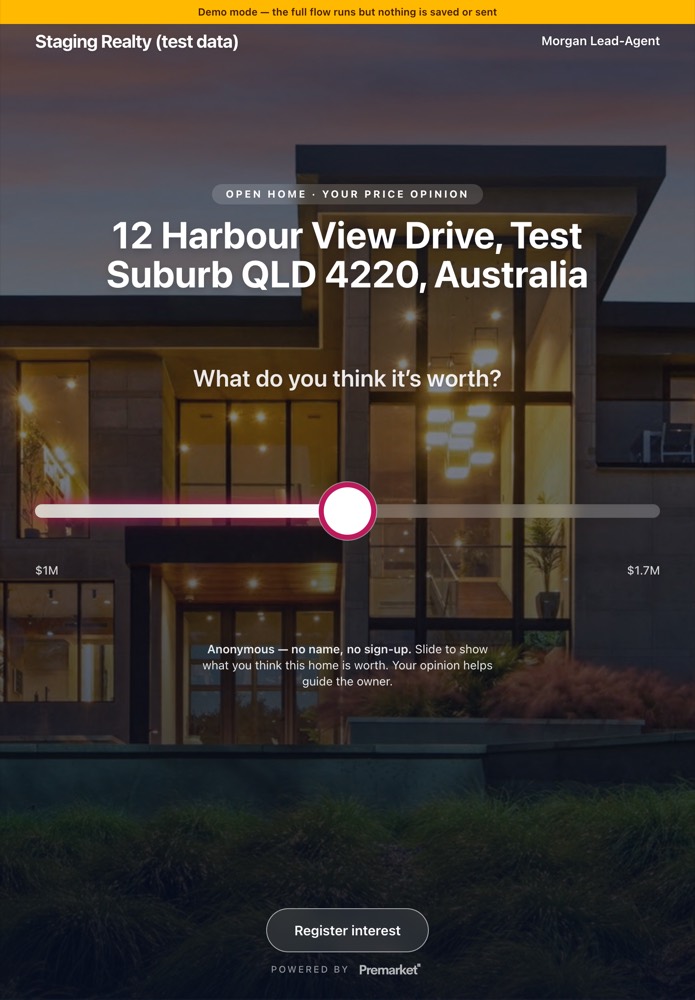 Demo mode — the full flow runs but nothing is saved or sent
Staging Realty (test data)
Morgan Lead-Agent
OPEN HOME · YOUR PRICE OPINION
12 Harbour View Drive, Test
Suburb QLD 4220, Australia
What do you think it’s worth?
$1M
$1.7M
Anonymous — no name, no sign-up. Slide to show
what you think this home is worth. Your opinion helps
guide the owner.
Register interest
POWERED BY Premarket